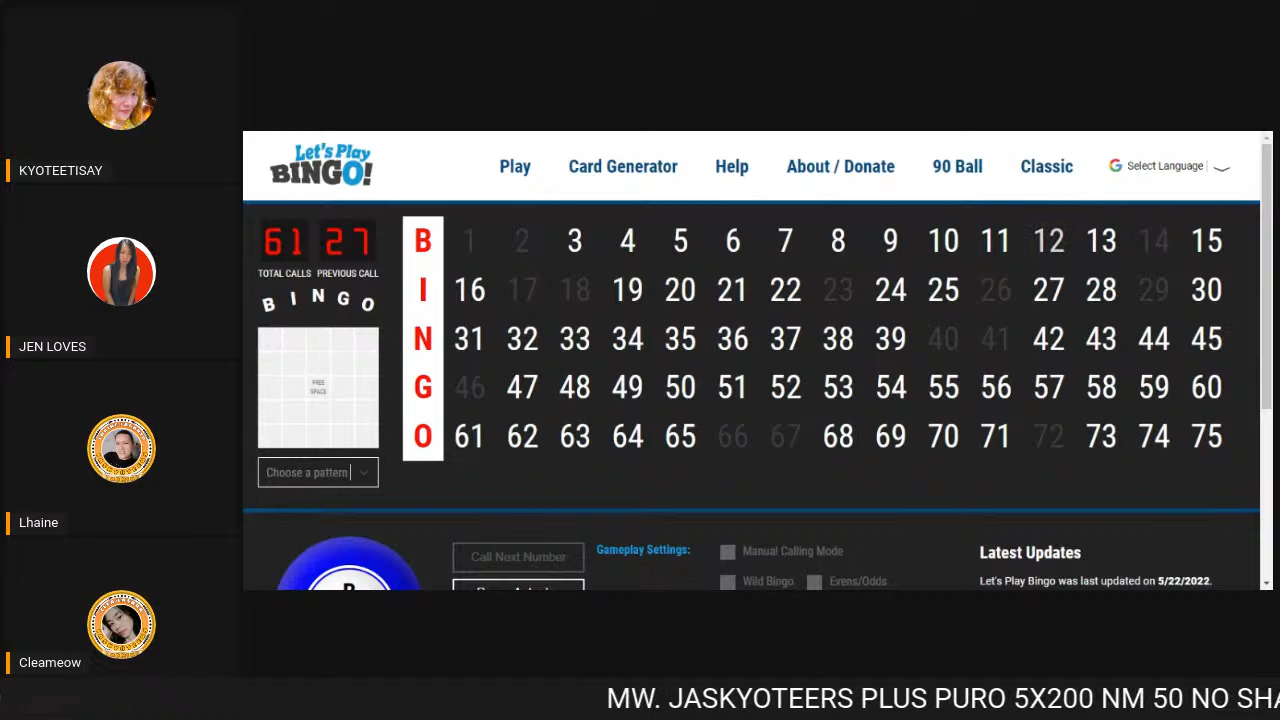 KYOTEETISAY
JEN LOVES
Lhaine
Cleameow
Let's Play
BINGO!
Play Card Generator Help About / Donate 90 Ball Classic Select Language
61 27
TOTAL CALLS PREVIOUS CALL
B I N G O
FREE
SPACE
Choose a pattern
B 1 2 3 4 5 6 7 8 9 10 11 12 13 14 15
I 16 17 18 19 20 21 22 23 24 25 26 27 28 29 30
N 31 32 33 34 35 36 37 38 39 40 41 42 43 44 45
G 46 47 48 49 50 51 52 53 54 55 56 57 58 59 60
O 61 62 63 64 65 66 67 68 69 70 71 72 73 74 75
Call Next Number
Gameplay Settings:
Manual Calling Mode
Wild Bingo Evens/Odds
Latest Updates
Let's Play Bingo was last updated on 5/22/2022.
MW. JASKYOTEERS PLUS PURO 5X200 NM 50 NO SHA